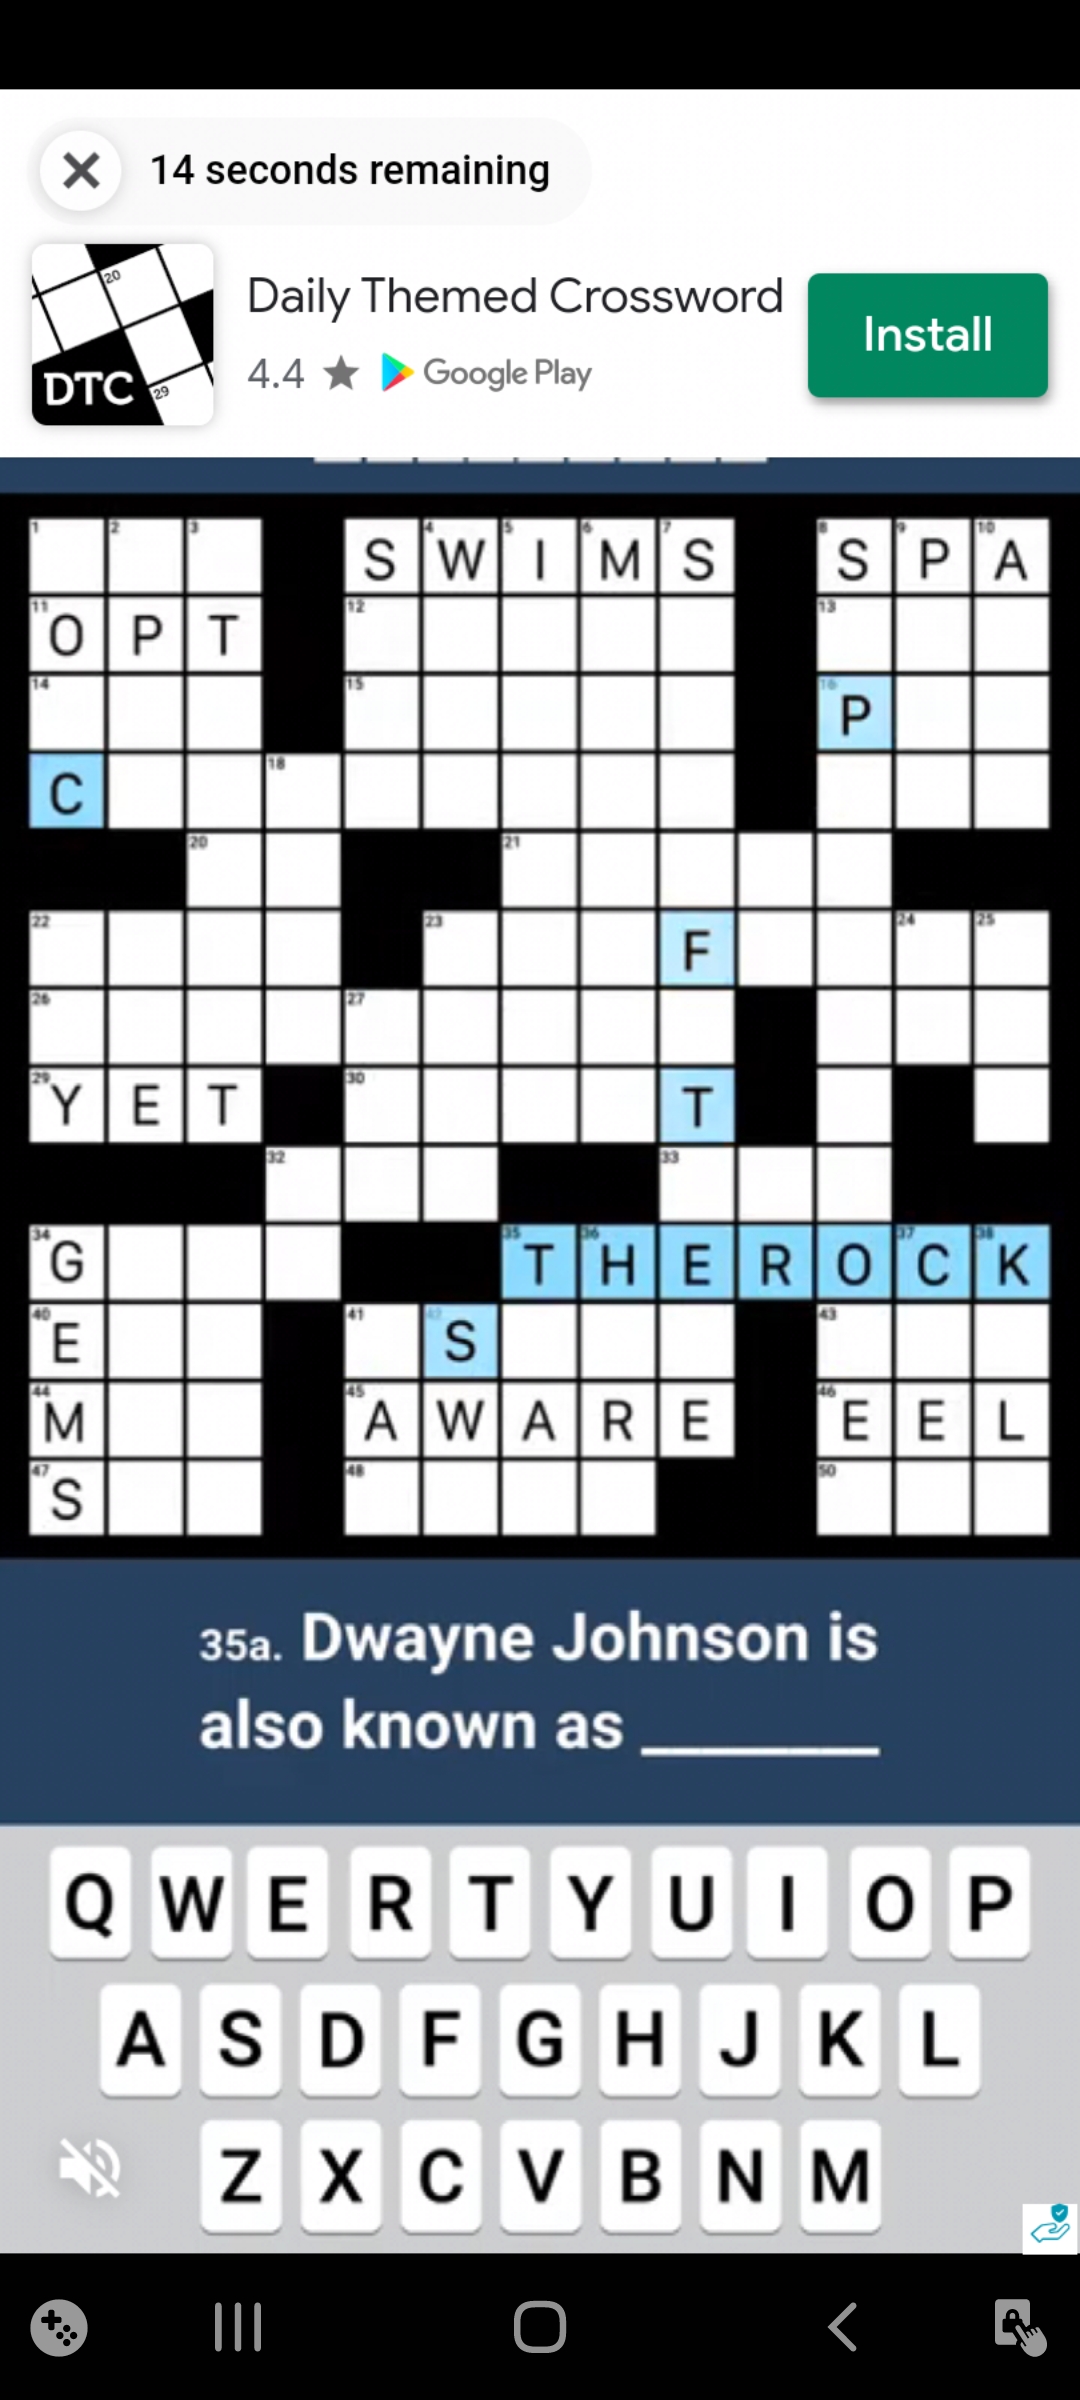 14 seconds remaining
20
29
DTC
Daily Themed Crossword
4.4 ★ Google Play
Install
1 2 3 S 4 W 5 I 6 M 7 S 8 S 9 P 10 A
11 O P T 12 13
14 15 16 P
C 18
20 21
22 23 F 24 25
26 27
29 Y E T 30 T
32 33
34 G 35 T 36 H E R O 37 C 38 K
40 E 41 42 S 43
44 M 45 A W A R E 46 E E L
47 S 48 50
35a. Dwayne Johnson is
also known as ________
Q W E R T Y U I O P
A S D F G H J K L
Z X C V B N M